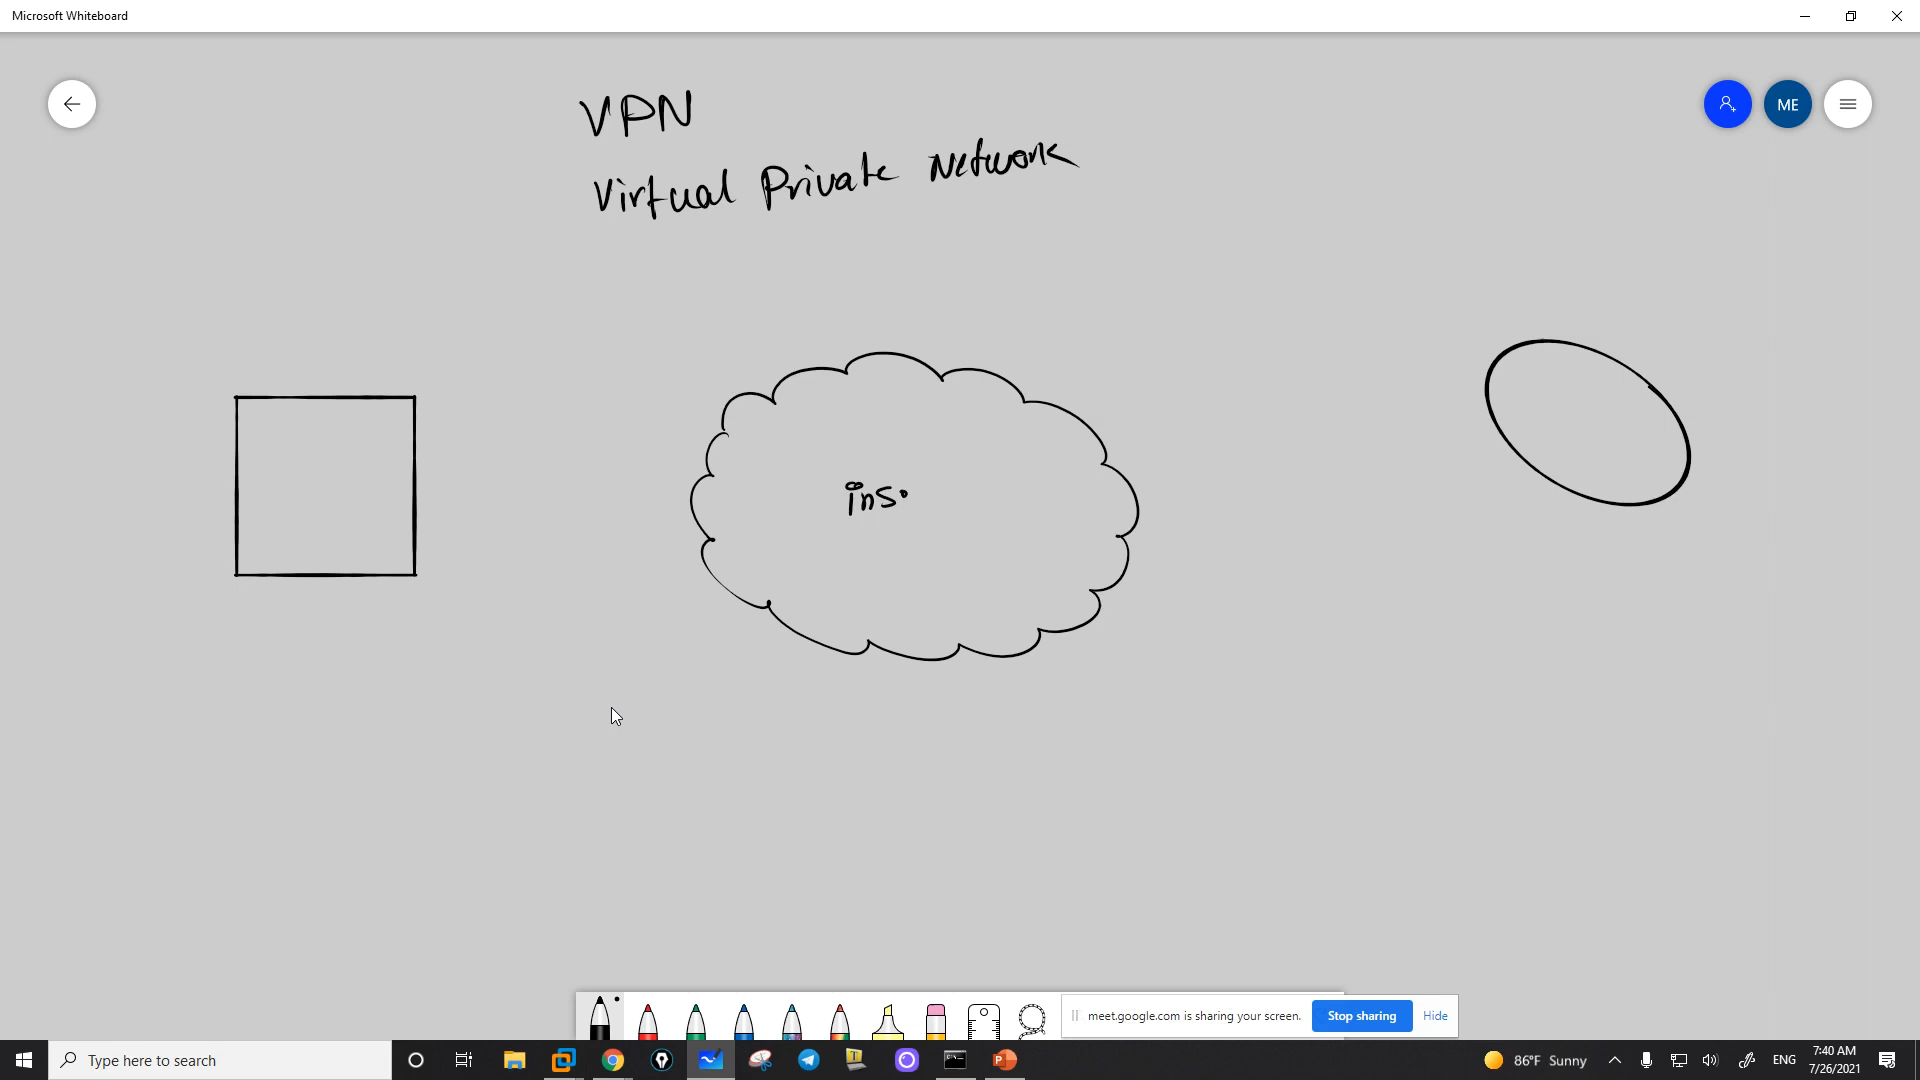 Microsoft Whiteboard
VPN
ME
Virtual Private Network
ins.
meet.google.com is sharing your screen.
Stop sharing
Hide
Type here to search
86°F Sunny
ENG
7:40 AM
7/26/2021